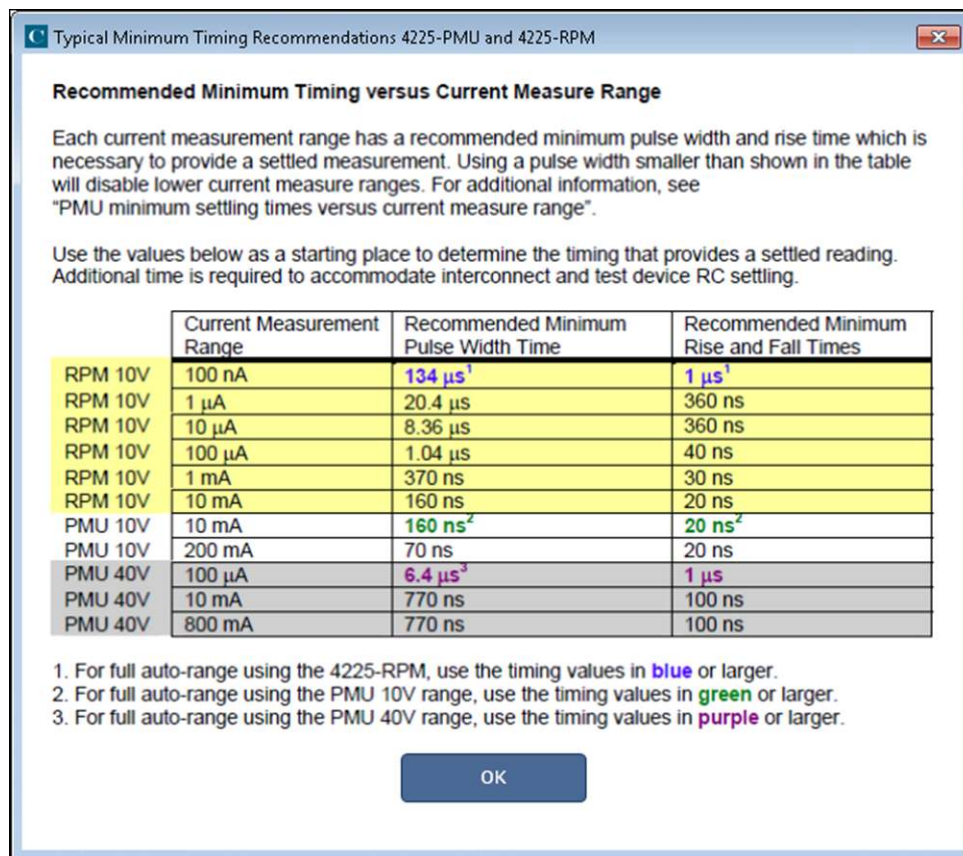 C Typical Minimum Timing Recommendations 4225-PMU and 4225-RPM
Recommended Minimum Timing versus Current Measure Range
Each current measurement range has a recommended minimum pulse width and rise time which is
necessary to provide a settled measurement. Using a pulse width smaller than shown in the table
will disable lower current measure ranges. For additional information, see
“PMU minimum settling times versus current measure range”.
Use the values below as a starting place to determine the timing that provides a settled reading.
Additional time is required to accommodate interconnect and test device RC settling.
Current Measurement Range Recommended Minimum Pulse Width Time Recommended Minimum Rise and Fall Times
RPM 10V 100 nA 134 µs¹ 1 µs¹
RPM 10V 1 µA 20.4 µs 360 ns
RPM 10V 10 µA 8.36 µs 360 ns
RPM 10V 100 µA 1.04 µs 40 ns
RPM 10V 1 mA 370 ns 30 ns
RPM 10V 10 mA 160 ns 20 ns
PMU 10V 10 mA 160 ns² 20 ns²
PMU 10V 200 mA 70 ns 20 ns
PMU 40V 100 µA 6.4 µs³ 1 µs
PMU 40V 10 mA 770 ns 100 ns
PMU 40V 800 mA 770 ns 100 ns
1. For full auto-range using the 4225-RPM, use the timing values in blue or larger.
2. For full auto-range using the PMU 10V range, use the timing values in green or larger.
3. For full auto-range using the PMU 40V range, use the timing values in purple or larger.
OK